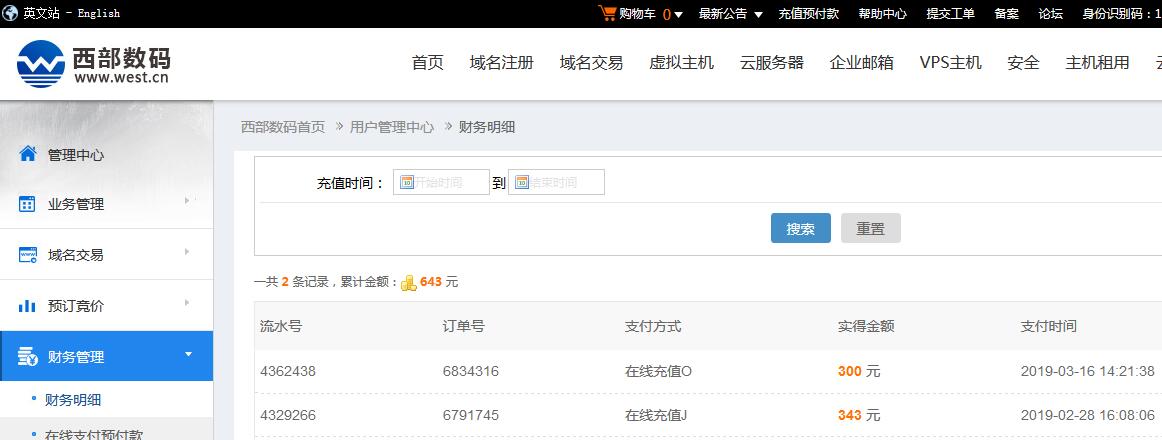 英文站 - English 购物车 0 最新公告 充值预付款 帮助中心 提交工单 备案 论坛 身份识别码：1
西部数码
www.west.cn
首页 域名注册 域名交易 虚拟主机 云服务器 企业邮箱 VPS主机 安全 主机租用
西部数码首页 » 用户管理中心 » 财务明细
管理中心
业务管理
域名交易
预订竞价
财务管理
财务明细
在线支付预付款
充值时间： 开始时间 到 结束时间
搜索 重置
一共 2 条记录，累计金额： 643 元
流水号 订单号 支付方式 实得金额 支付时间
4362438 6834316 在线充值O 300 元 2019-03-16 14:21:38
4329266 6791745 在线充值J 343 元 2019-02-28 16:08:06